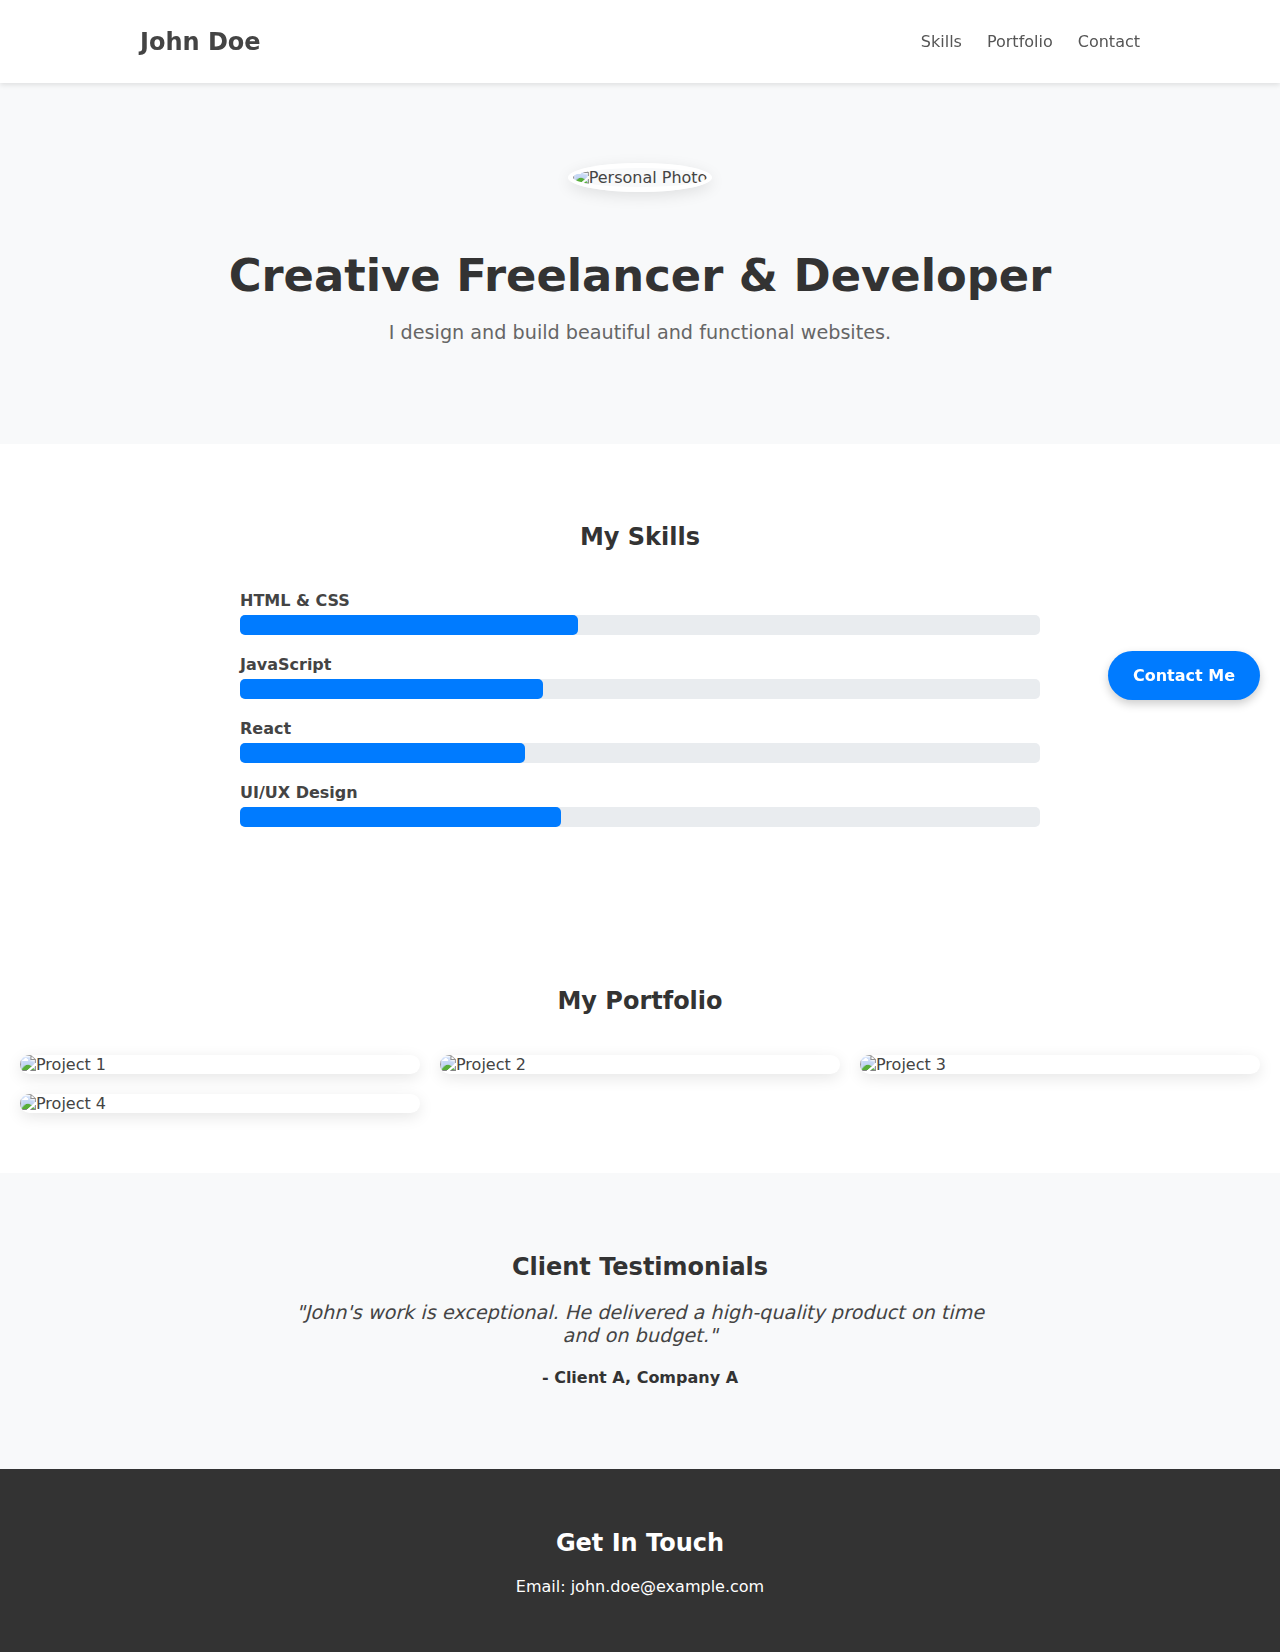 John Doe
Skills
Portfolio
Contact
Personal Photo
Creative Freelancer & Developer
I design and build beautiful and functional websites.
My Skills
HTML & CSS
JavaScript
Contact Me
React
UI/UX Design
My Portfolio
Project 1
Project 2
Project 3
Project 4
Client Testimonials
"John's work is exceptional. He delivered a high-quality product on time
and on budget."
- Client A, Company A
Get In Touch
Email: john.doe@example.com